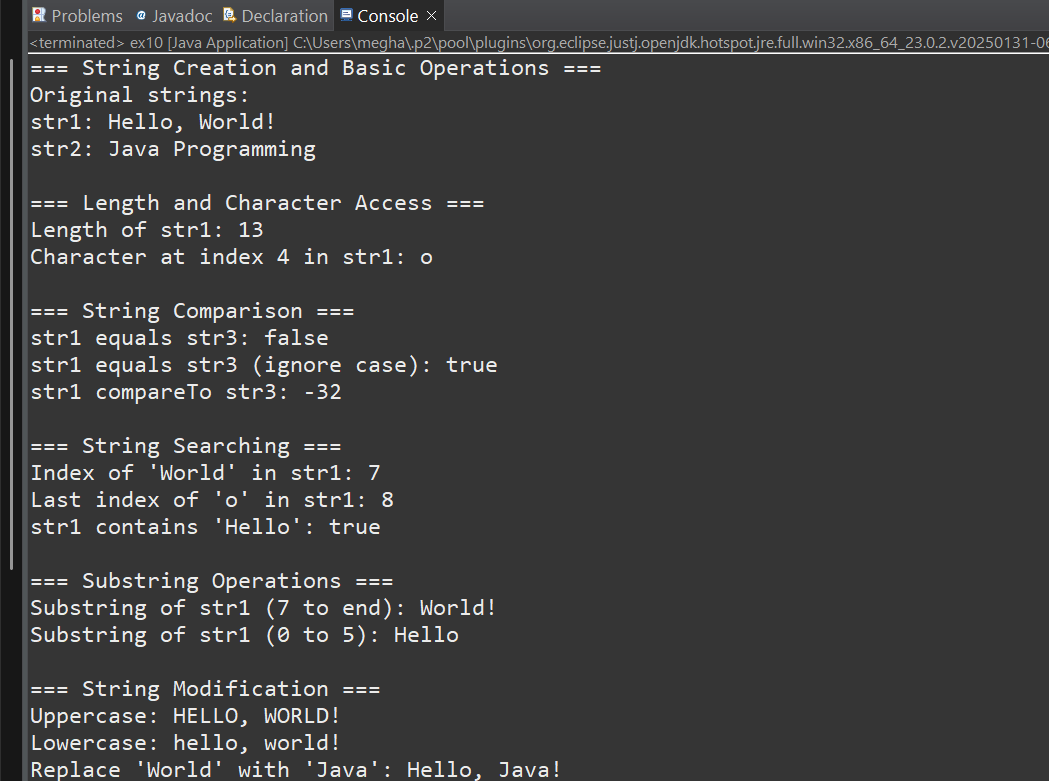 Problems Javadoc Declaration Console
<terminated> ex10 [Java Application] C:\Users\megha\.p2\pool\plugins\org.eclipse.justj.openjdk.hotspot.jre.full.win32.x86_64_23.0.2.v20250131-06
=== String Creation and Basic Operations ===
Original strings:
str1: Hello, World!
str2: Java Programming
=== Length and Character Access ===
Length of str1: 13
Character at index 4 in str1: o
=== String Comparison ===
str1 equals str3: false
str1 equals str3 (ignore case): true
str1 compareTo str3: -32
=== String Searching ===
Index of 'World' in str1: 7
Last index of 'o' in str1: 8
str1 contains 'Hello': true
=== Substring Operations ===
Substring of str1 (7 to end): World!
Substring of str1 (0 to 5): Hello
=== String Modification ===
Uppercase: HELLO, WORLD!
Lowercase: hello, world!
Replace 'World' with 'Java': Hello, Java!